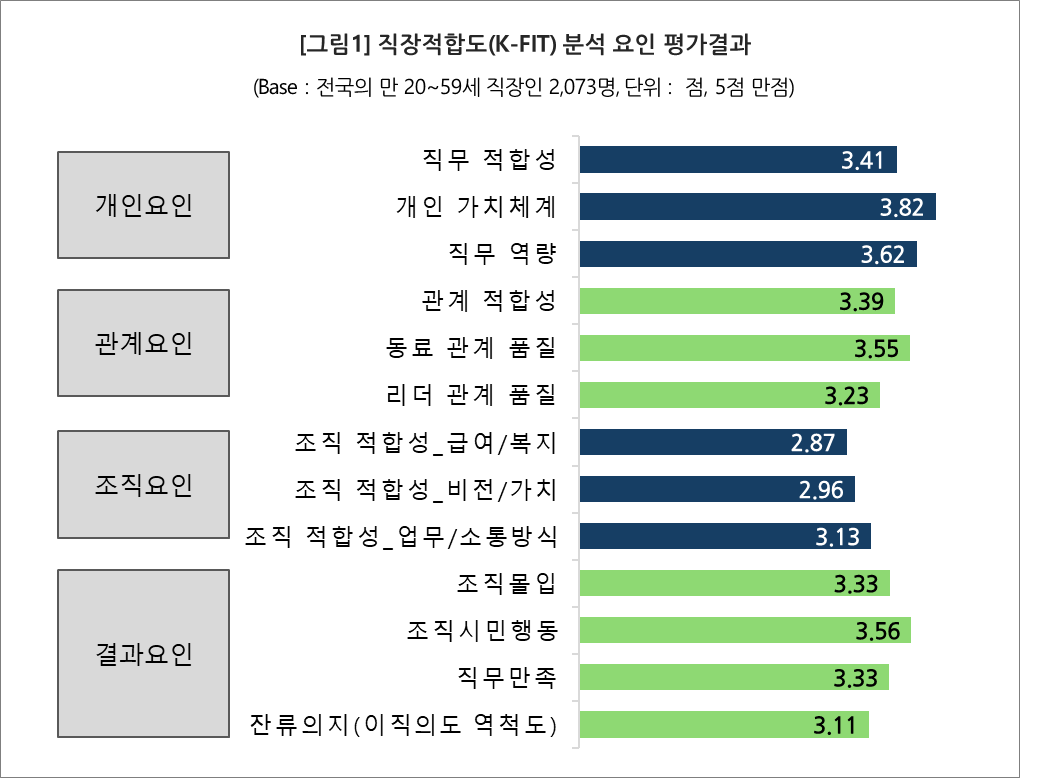 [그림1] 직장적합도(K-FIT) 분석 요인 평가결과
(Base : 전국의 만 20~59세 직장인 2,073명, 단위 : 점, 5점 만점)
개인요인
직무 적합성 3.41
개인 가치체계 3.82
직무 역량 3.62
관계요인
관계 적합성 3.39
동료 관계 품질 3.55
리더 관계 품질 3.23
조직요인
조직 적합성_급여/복지 2.87
조직 적합성_비전/가치 2.96
조직 적합성_업무/소통방식 3.13
결과요인
조직몰입 3.33
조직시민행동 3.56
직무만족 3.33
잔류의지(이직의도 역척도) 3.11